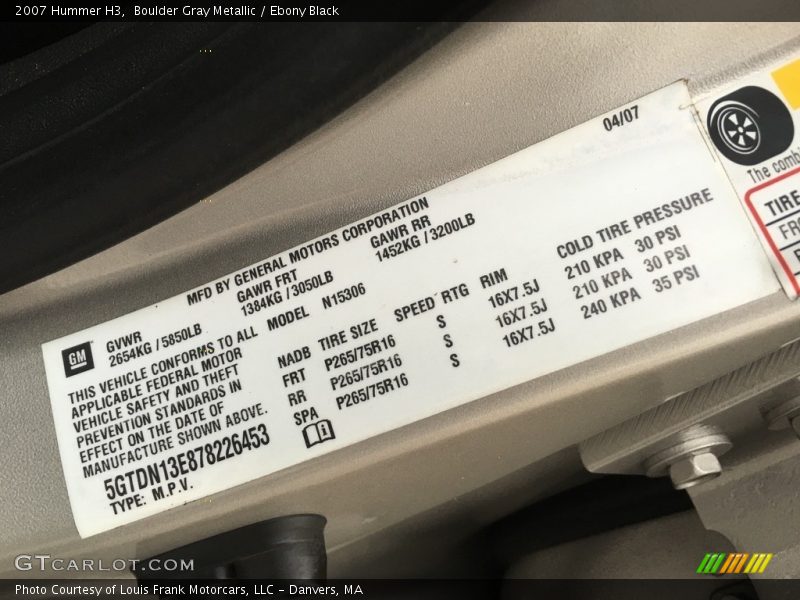 2007 Hummer H3,  Boulder Gray Metallic / Ebony Black
04/07
MFD BY GENERAL MOTORS CORPORATION
GM
GVWR GAWR FRT GAWR RR
2654KG / 5850LB 1384KG / 3050LB 1452KG / 3200LB
THIS VEHICLE CONFORMS TO ALL
APPLICABLE FEDERAL MOTOR
VEHICLE SAFETY AND THEFT
PREVENTION STANDARDS IN
EFFECT ON THE DATE OF
MANUFACTURE SHOWN ABOVE.
5GTDN13E878226453
TYPE: M.P.V.
MODEL N15306
NADB TIRE SIZE SPEED RTG RIM COLD TIRE PRESSURE
FRT P265/75R16 S 16X7.5J 210 KPA 30 PSI
RR P265/75R16 S 16X7.5J 210 KPA 30 PSI
SPA P265/75R16 S 16X7.5J 240 KPA 35 PSI
The comb
TIRE
GTCARLOT.COM
Photo Courtesy of Louis Frank Motorcars, LLC – Danvers, MA